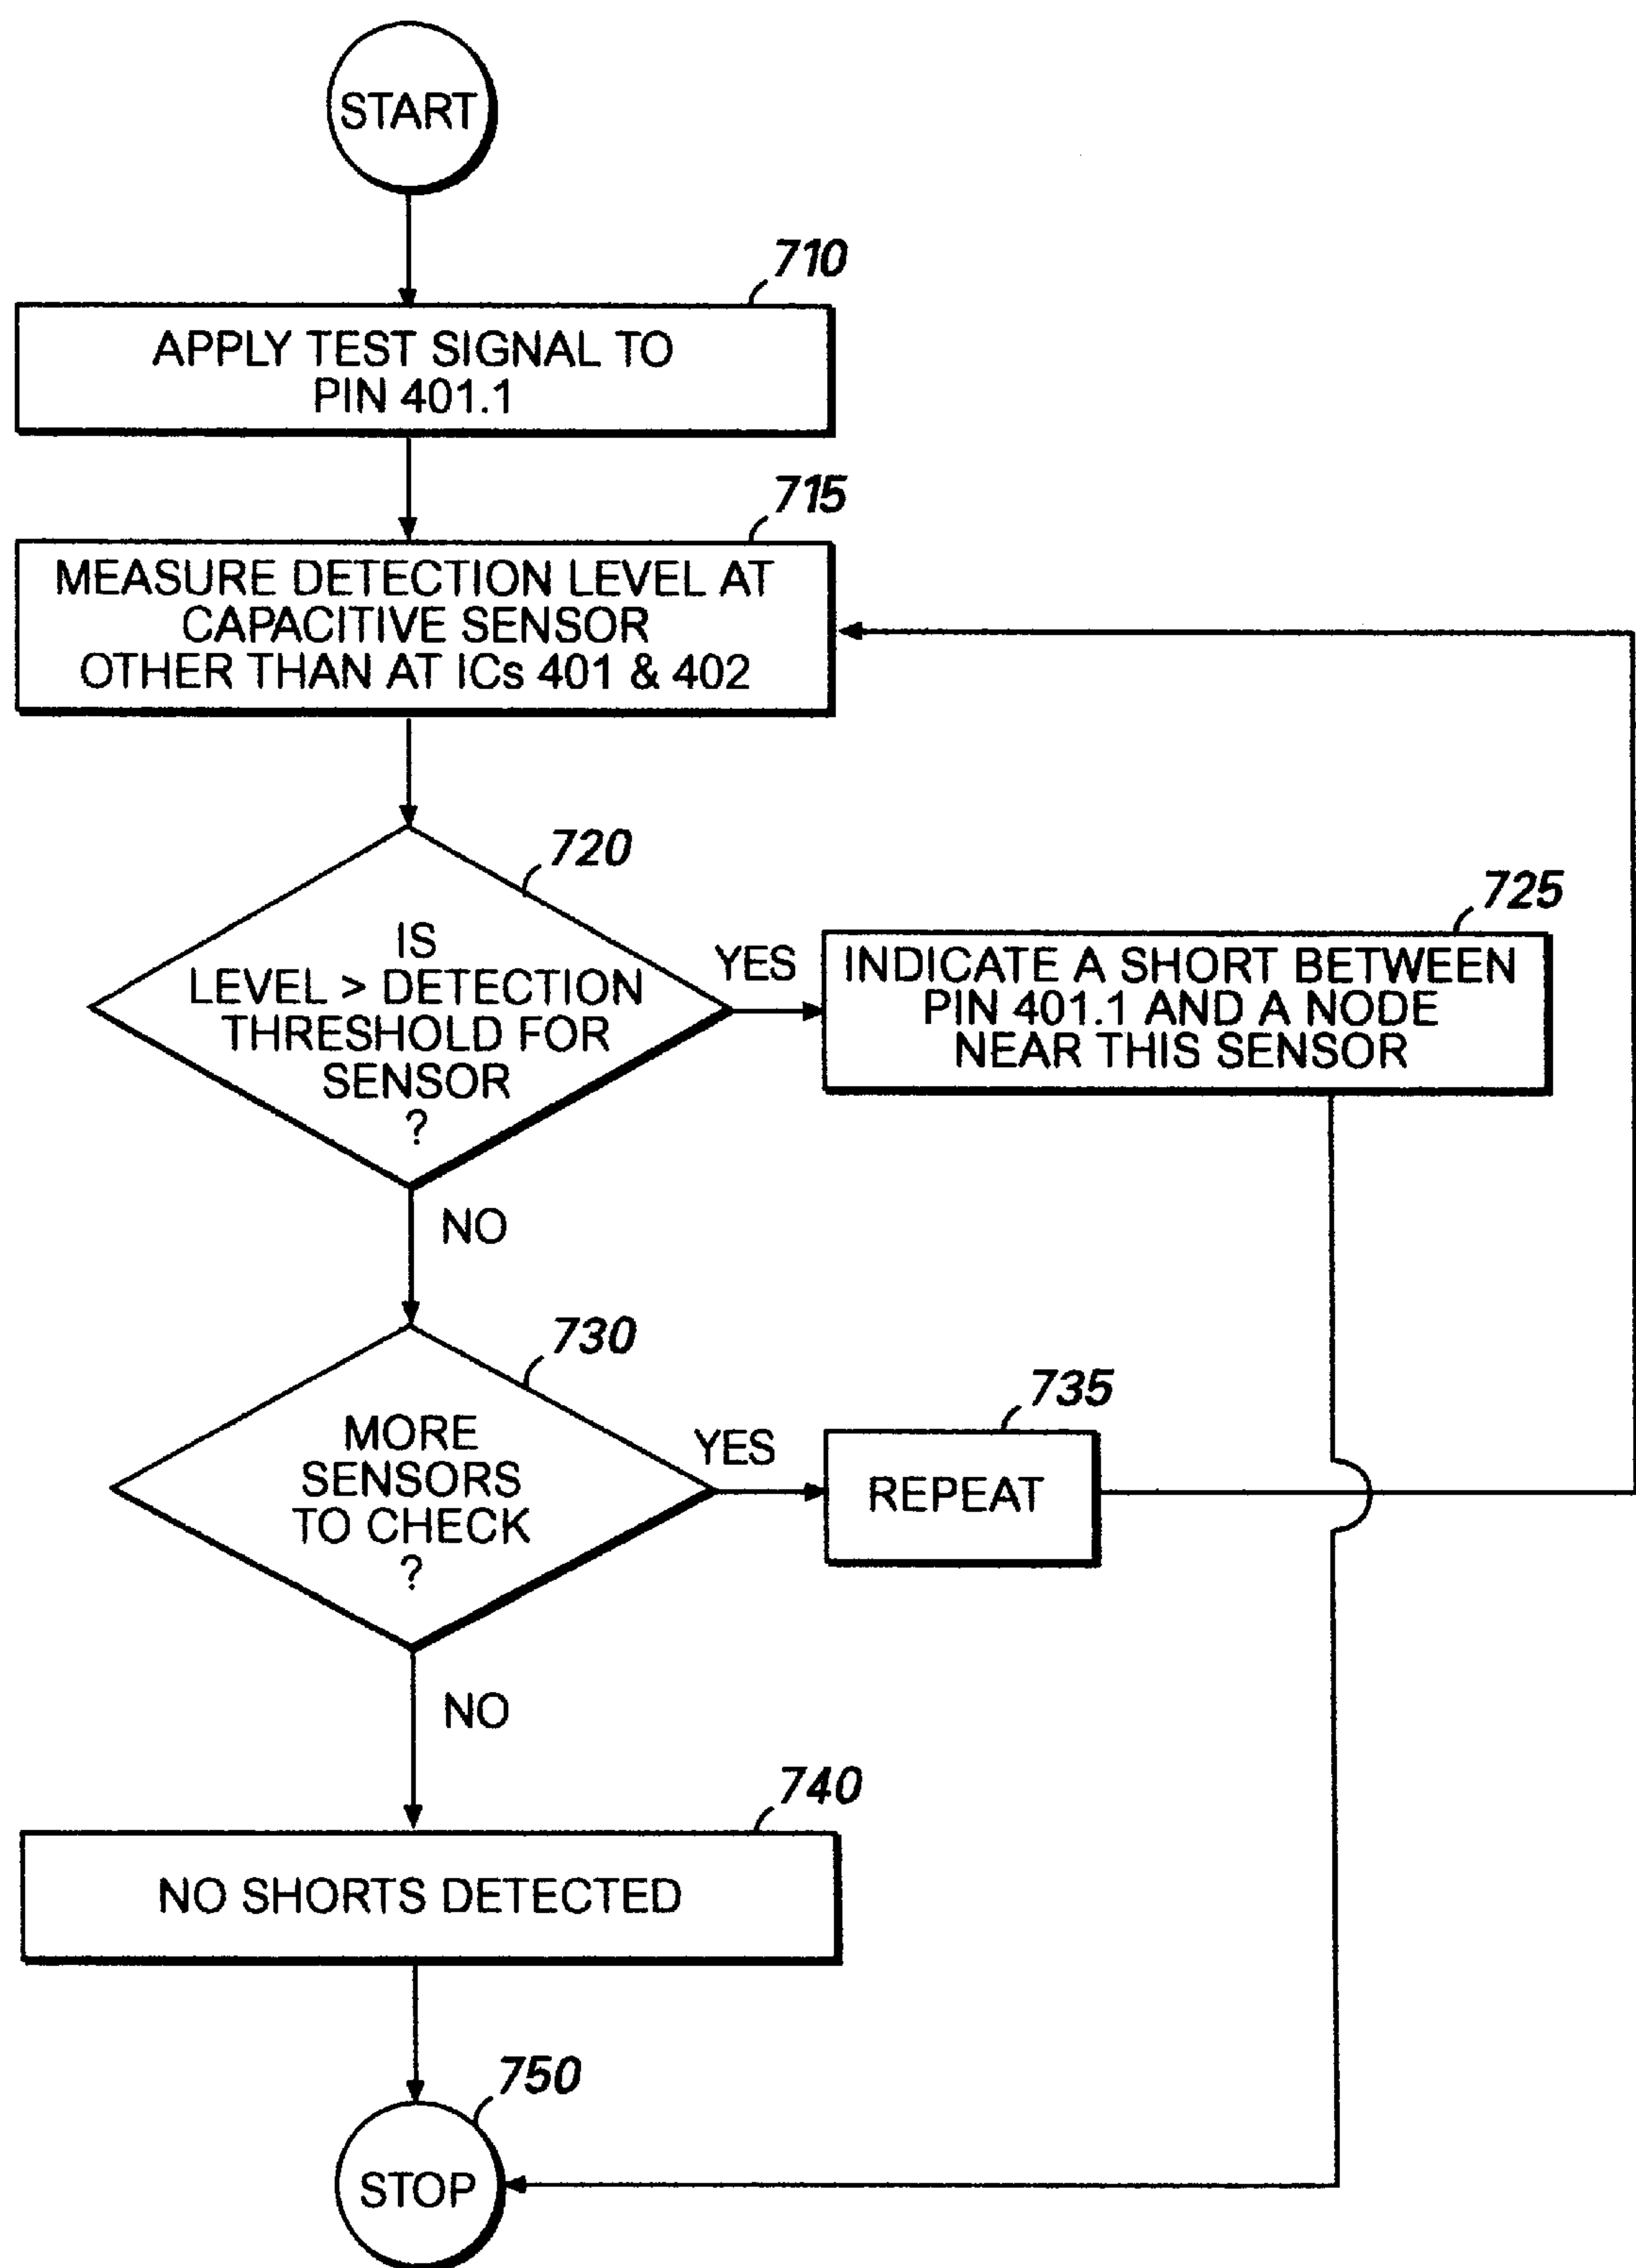 START
710
APPLY TEST SIGNAL TO
PIN 401.1
715
MEASURE DETECTION LEVEL AT
CAPACITIVE SENSOR
OTHER THAN AT ICs 401 & 402
720
IS
LEVEL > DETECTION
THRESHOLD FOR
SENSOR
?
YES
725
INDICATE A SHORT BETWEEN
PIN 401.1 AND A NODE
NEAR THIS SENSOR
NO
730
MORE
SENSORS
TO CHECK
?
YES
735
REPEAT
NO
740
NO SHORTS DETECTED
750
STOP